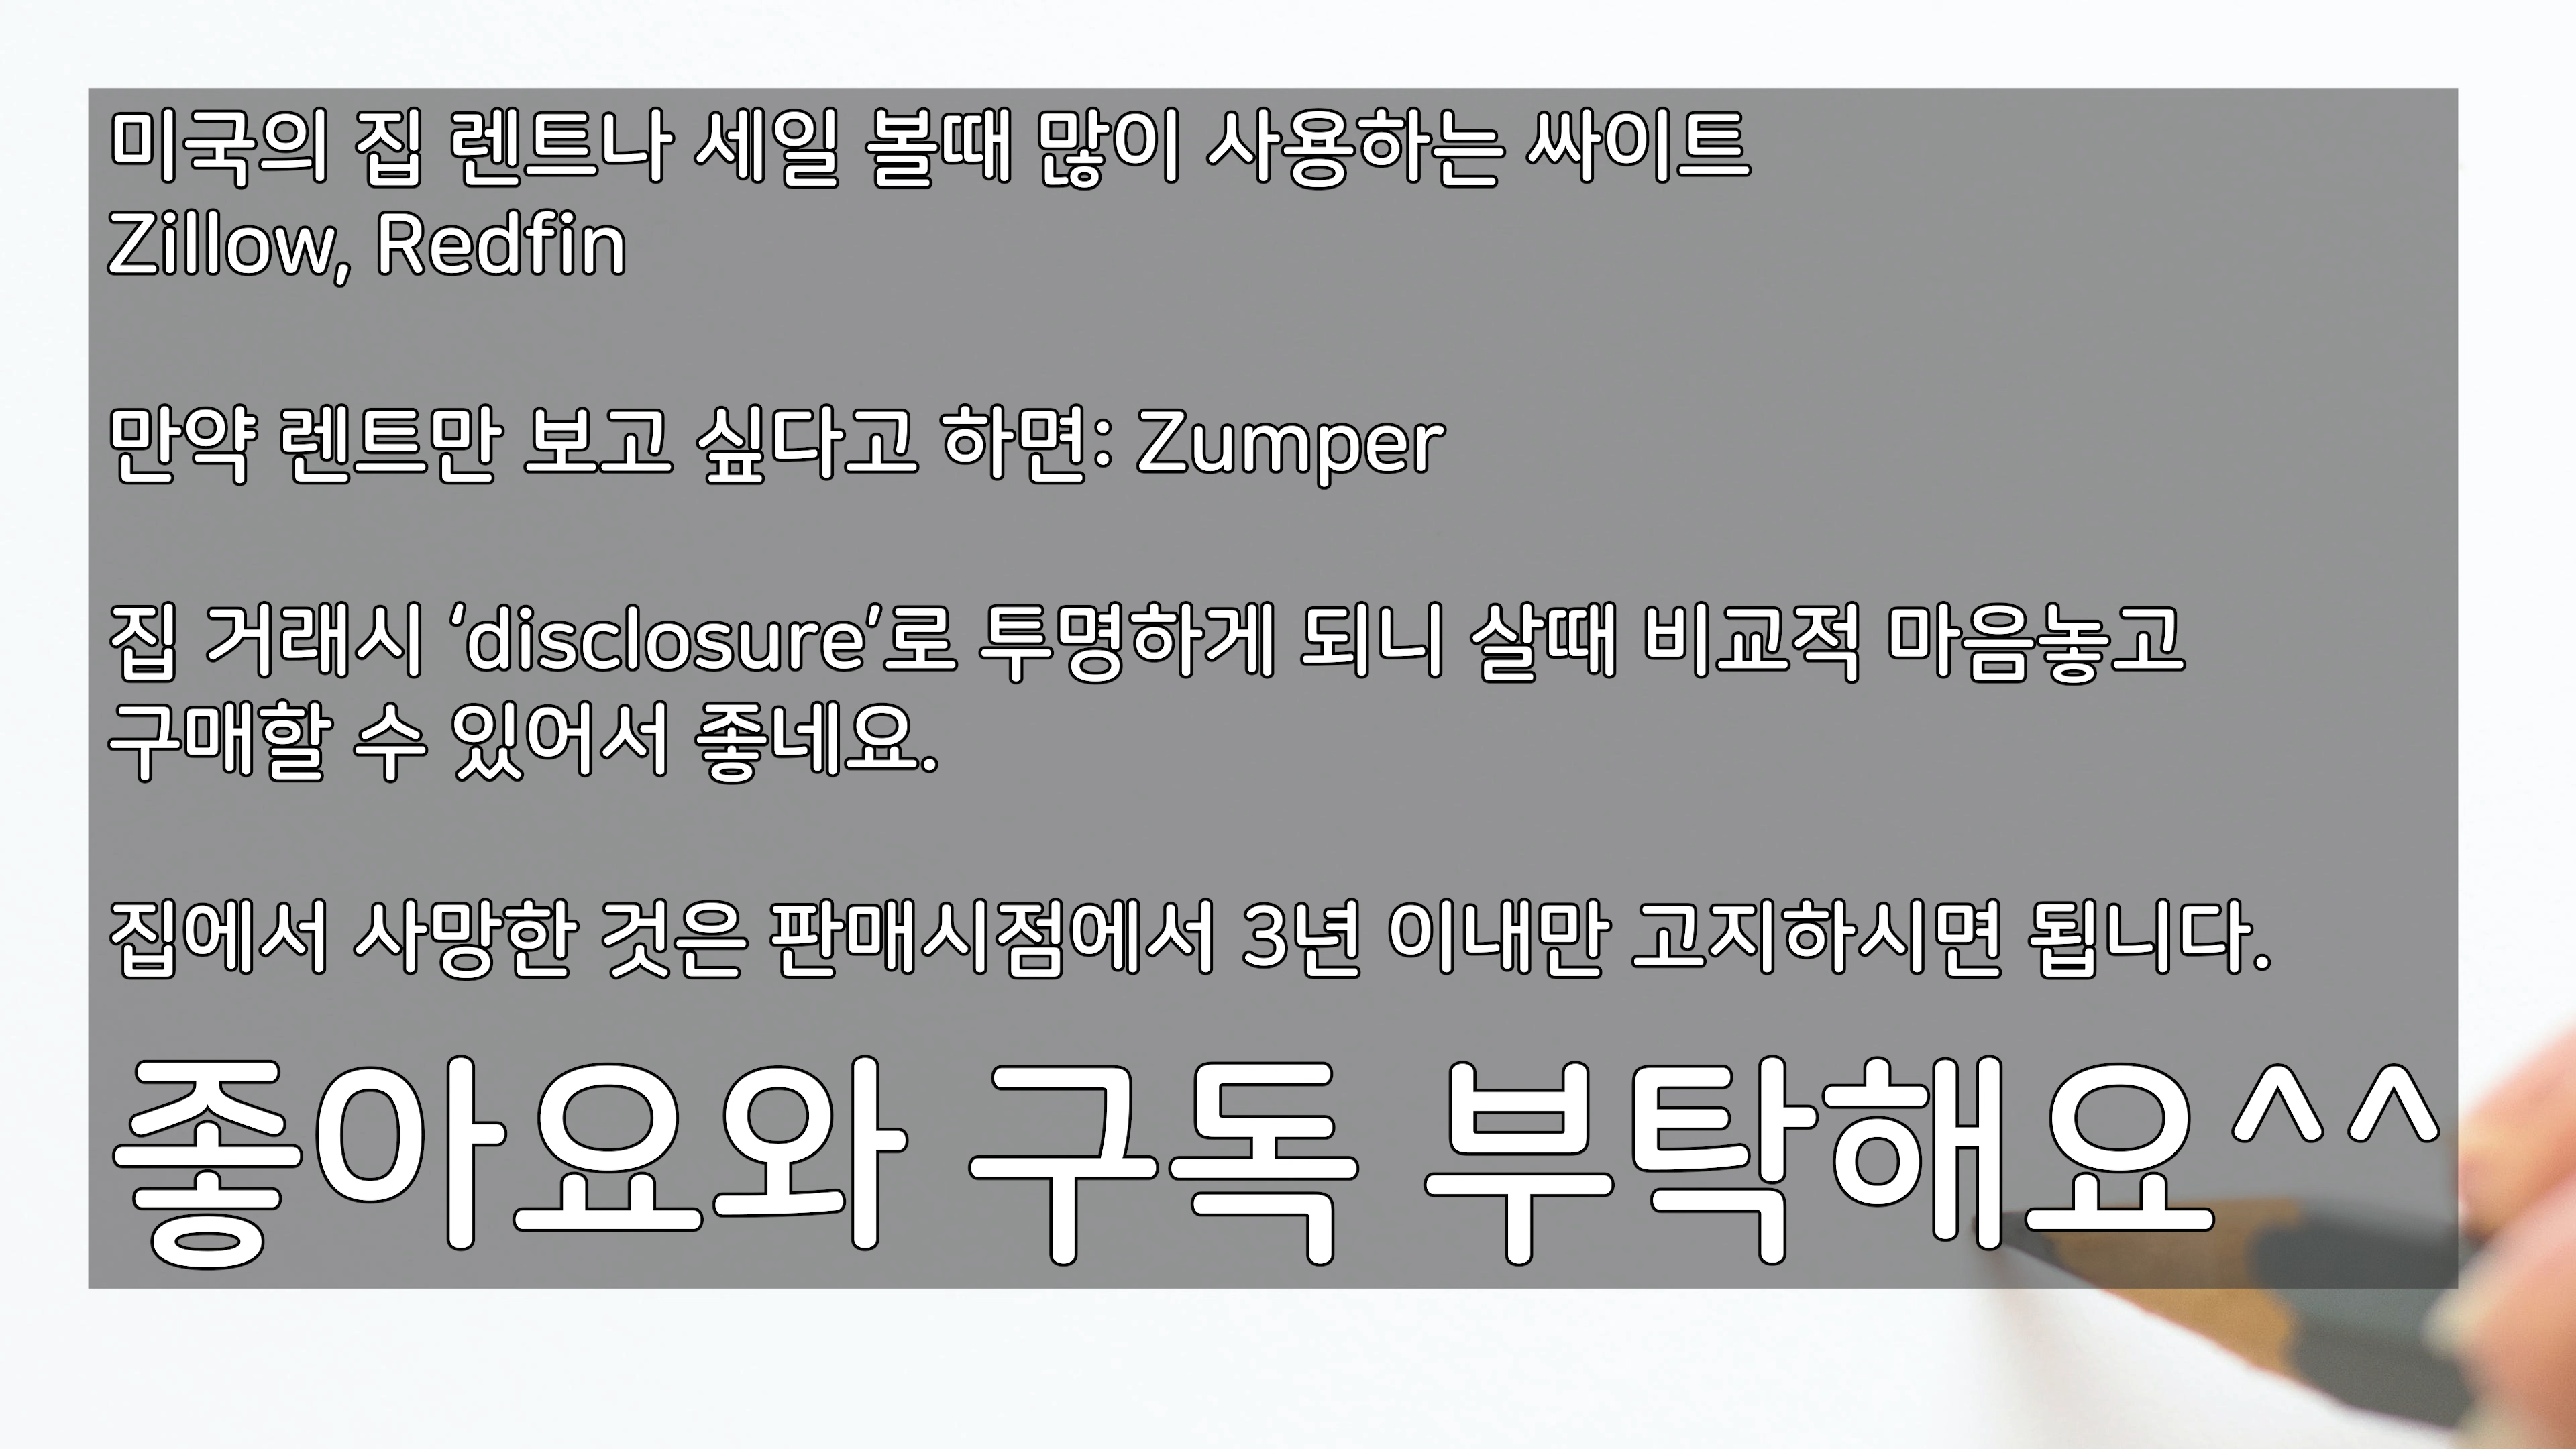 미국의 집 렌트나 세일 볼때 많이 사용하는 싸이트
Zillow, Redfin
만약 렌트만 보고 싶다고 하면: Zumper
집 거래시 ‘disclosure’로 투명하게 되니 살때 비교적 마음놓고
구매할 수 있어서 좋네요.
집에서 사망한 것은 판매시점에서 3년 이내만 고지하시면 됩니다.
좋아요와 구독 부탁해요^^